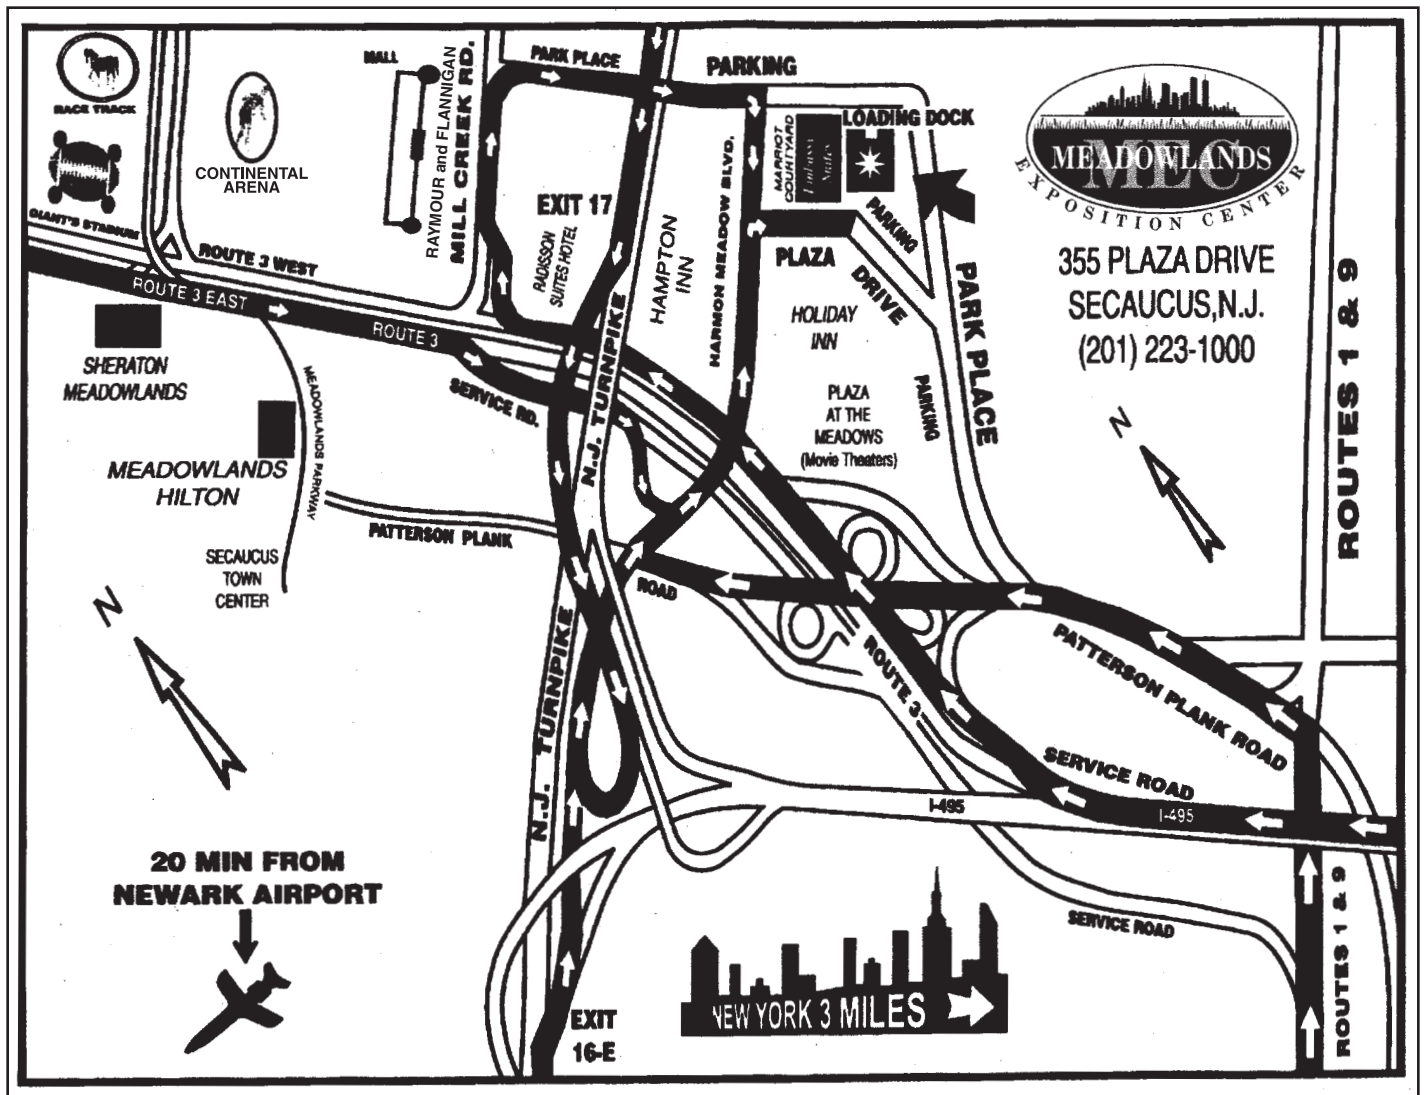 RACE TRACK
GIANT'S STADIUM
CONTINENTAL
ARENA
MALL
RAYMOUR and FLANNIGAN
MILL CREEK RD.
PARK PLACE
PARKING
LOADING DOCK
MARRIOT
COUNTYARD
Embassy
Suites
EXIT 17
RADISSON
SUITES HOTEL
HAMPTON
INN
HARMON MEADOW BLVD.
PARKING
PLAZA
DRIVE
HOLIDAY
INN
PLAZA
AT THE
MEADOWS
(Movie Theaters)
PARKING
PARK PLACE
MEC
MEADOWLANDS
EXPOSITION CENTER
355 PLAZA DRIVE
SECAUCUS,N.J.
(201) 223-1000
N
ROUTES 1 & 9
ROUTE 3 WEST
ROUTE 3 EAST
ROUTE 3
SERVICE RD.
N.J. TURNPIKE
SHERATON
MEADOWLANDS
MEADOWLANDS
HILTON
MEADOWLANDS PARKWAY
PATTERSON PLANK
ROAD
SECAUCUS
TOWN
CENTER
N
N.J. TURNPIKE
ROUTE 3
PATTERSON PLANK ROAD
SERVICE ROAD
I-495
I-495
20 MIN FROM
NEWARK AIRPORT
SERVICE ROAD
ROUTES 1 & 9
NEW YORK 3 MILES
EXIT
16-E